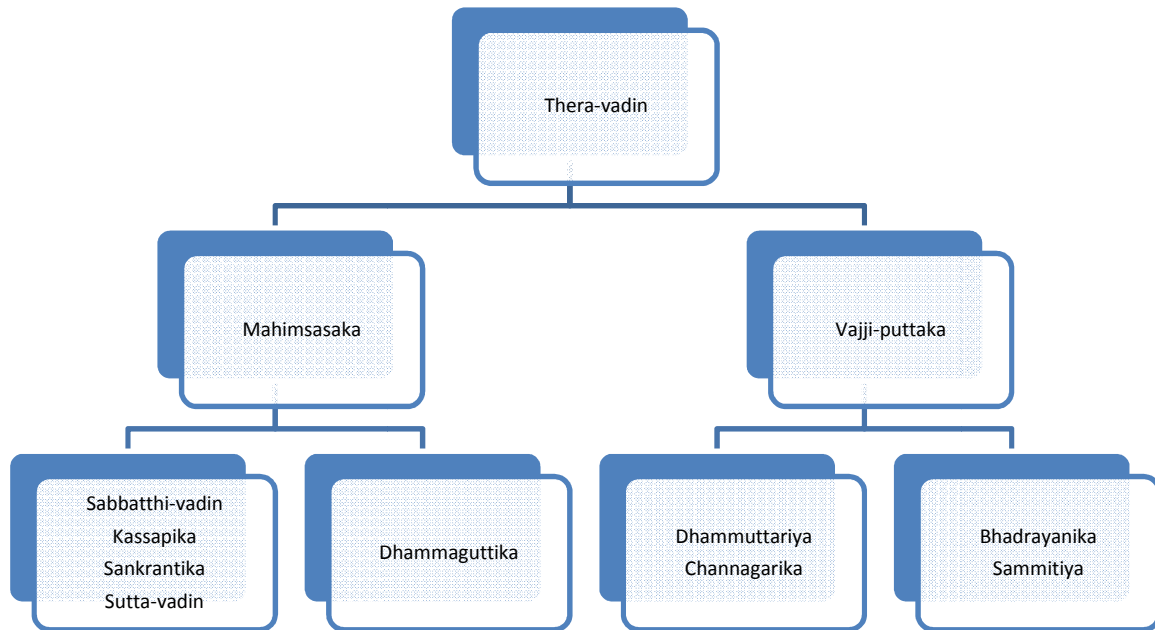 Thera-vadin
Mahimsasaka
Vajji-puttaka
Sabbatthi-vadin
Kassapika
Sankrantika
Sutta-vadin
Dhammaguttika
Dhammuttariya
Channagarika
Bhadrayanika
Sammitiya